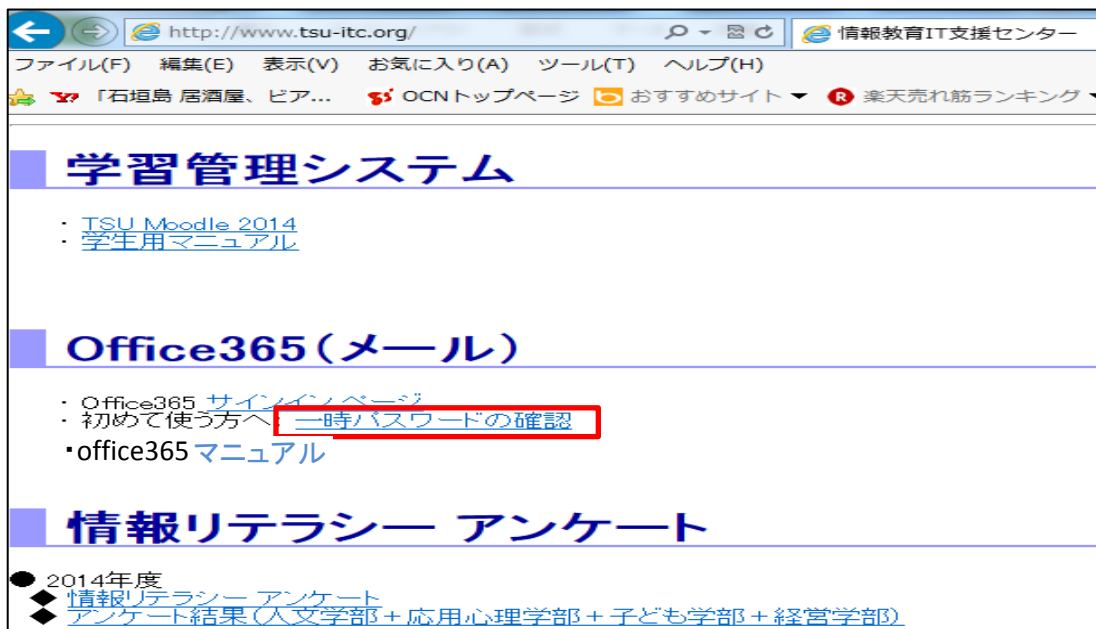 http://www.tsu-itc.org/ 情報教育IT支援センター
ファイル(F) 編集(E) 表示(V) お気に入り(A) ツール(T) ヘルプ(H)
「石垣島 居酒屋、ビア... OCNトップページ おすすめサイト 楽天売れ筋ランキング
学習管理システム
・ TSU Moodle 2014
・ 学生用マニュアル
Office365(メール)
・ Office365 サインイン ページ
・ 初めて使う方へ: 一時パスワードの確認
・office365 マニュアル
情報リテラシー アンケート
● 2014年度
◆ 情報リテラシー アンケート
◆ アンケート結果(人文学部+応用心理学部+子ども学部+経営学部)